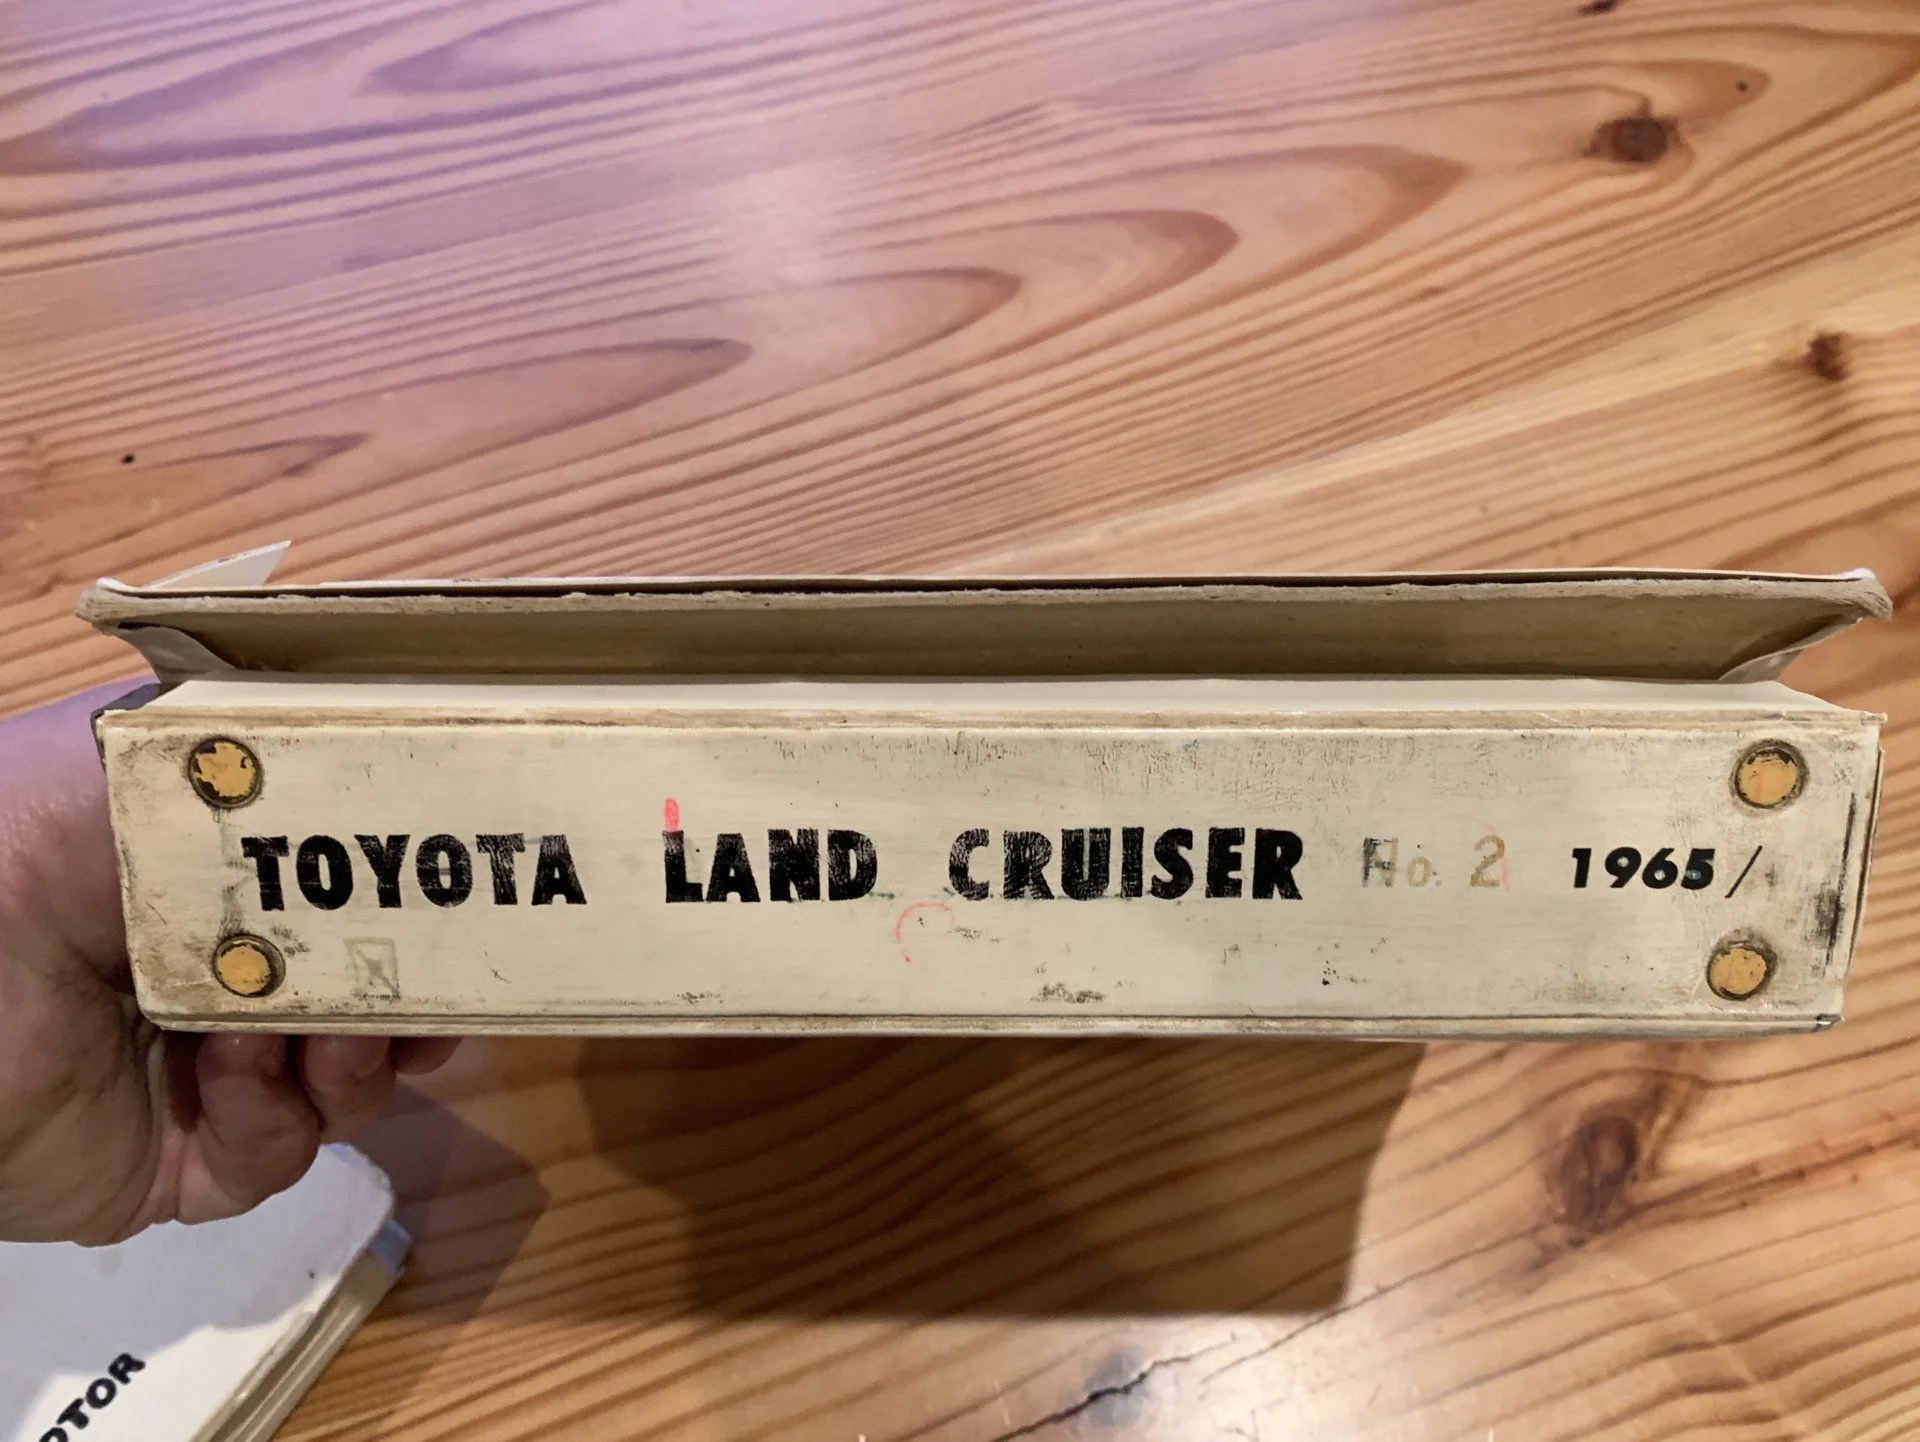 TOYOTA LAND CRUISER No. 2 1965/
OTOR